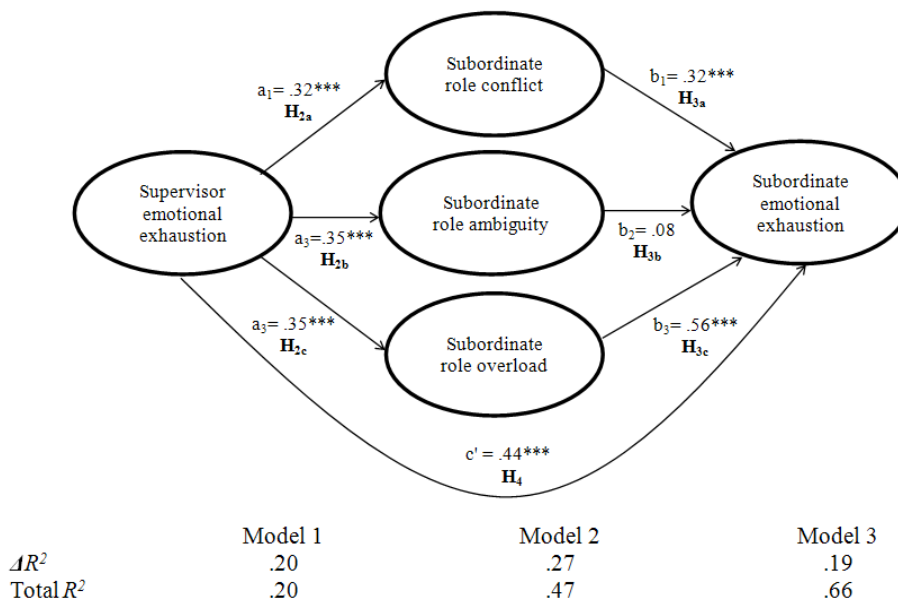 Subordinate
role conflict
a₁= .32***
H₂ₐ
b₁= .32***
H₃ₐ
Supervisor
emotional
exhaustion
Subordinate
role ambiguity
Subordinate
emotional
exhaustion
a₃=.35***
H₂b
b₂= .08
H₃b
a₃= .35***
H₂c
Subordinate
role overload
b₃= .56***
H₃c
c' = .44***
H₄
Model 1 Model 2 Model 3
ΔR² .20 .27 .19
Total R² .20 .47 .66